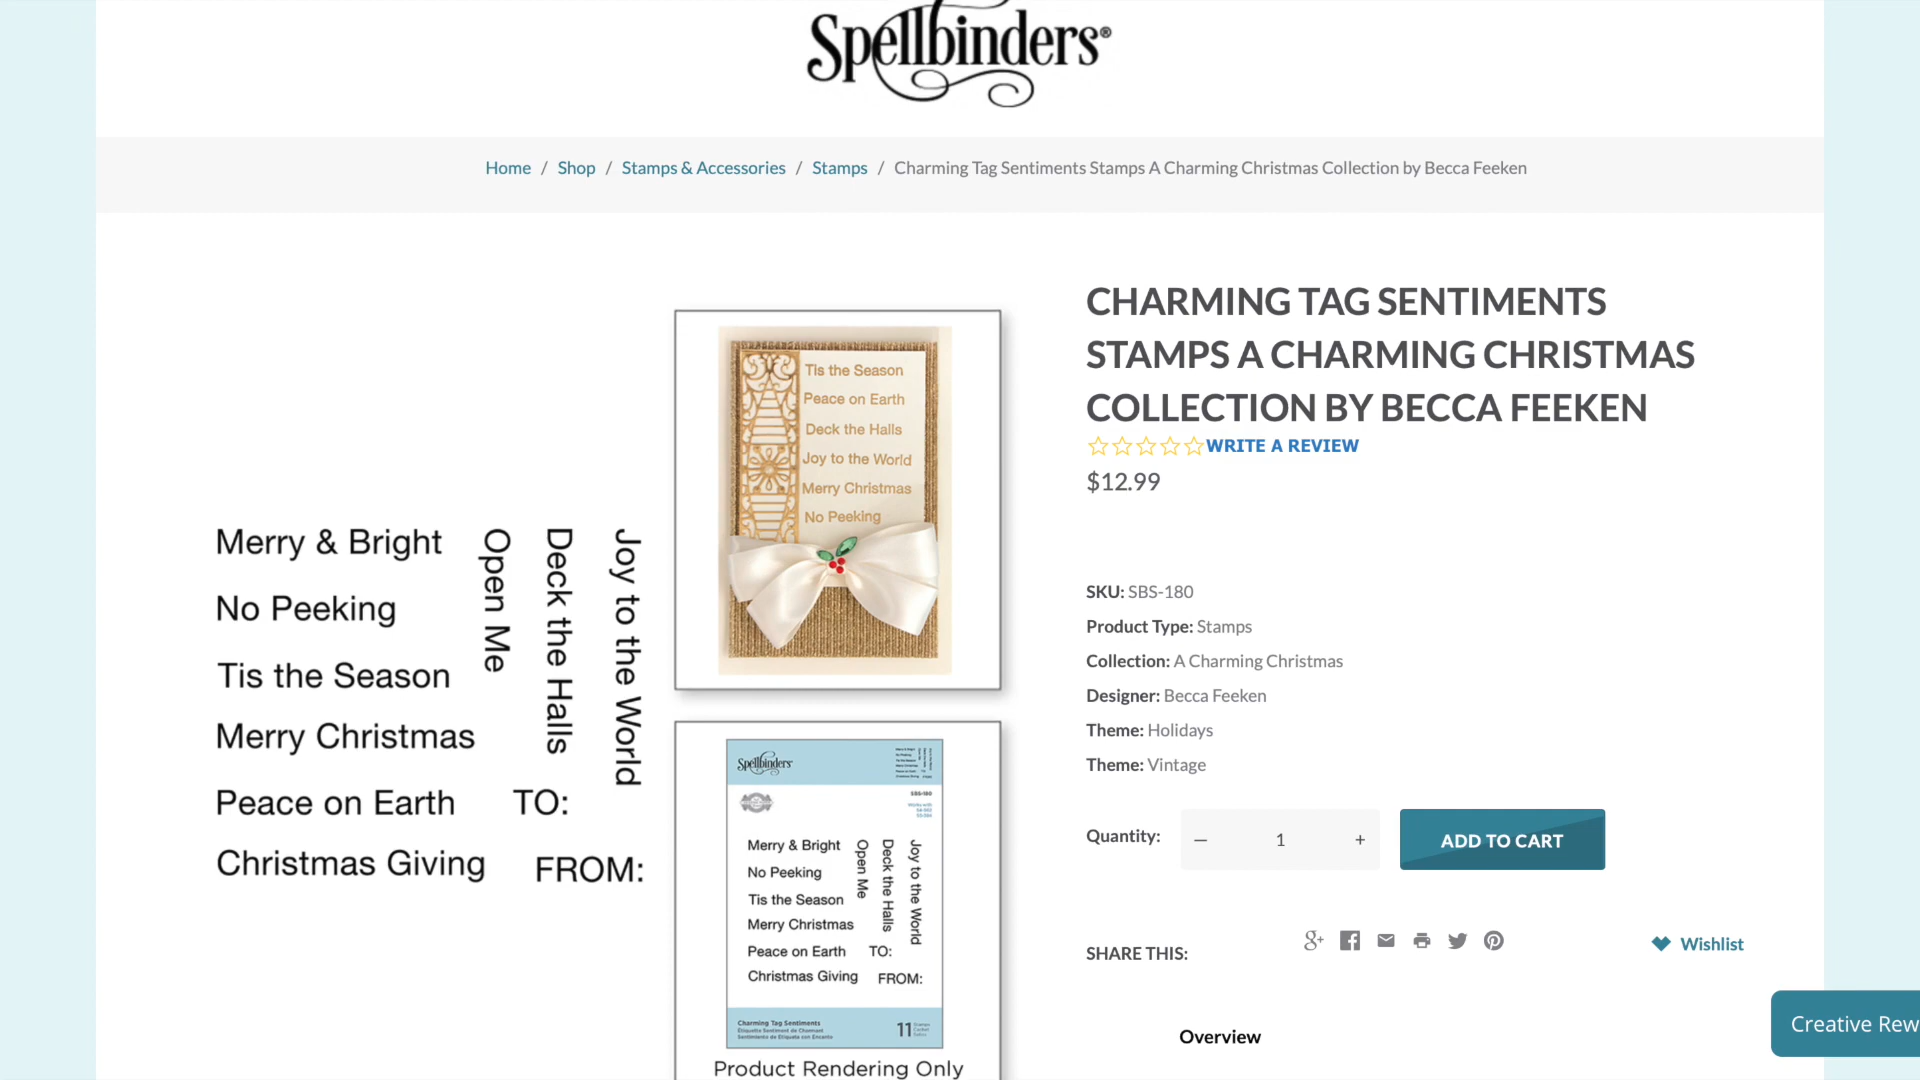 Spellbinders®
Home / Shop / Stamps & Accessories / Stamps / Charming Tag Sentiments Stamps A Charming Christmas Collection by Becca Feeken
Merry & Bright
No Peeking
Tis the Season
Merry Christmas
Peace on Earth
Christmas Giving
Open Me
Deck the Halls
Joy to the World
TO:
FROM:
Tis the Season
Peace on Earth
Deck the Halls
Joy to the World
Merry Christmas
No Peeking
Spellbinders
SBS-180
Merry & Bright
No Peeking
Tis the Season
Merry Christmas
Peace on Earth
Christmas Giving
Open Me
Deck the Halls
Joy to the World
TO:
FROM:
Charming Tag Sentiments
11
Product Rendering Only
CHARMING TAG SENTIMENTS
STAMPS A CHARMING CHRISTMAS
COLLECTION BY BECCA FEEKEN
WRITE A REVIEW
$12.99
SKU: SBS-180
Product Type: Stamps
Collection: A Charming Christmas
Designer: Becca Feeken
Theme: Holidays
Theme: Vintage
Quantity: – 1 + ADD TO CART
SHARE THIS:
Wishlist
Creative Rew
Overview